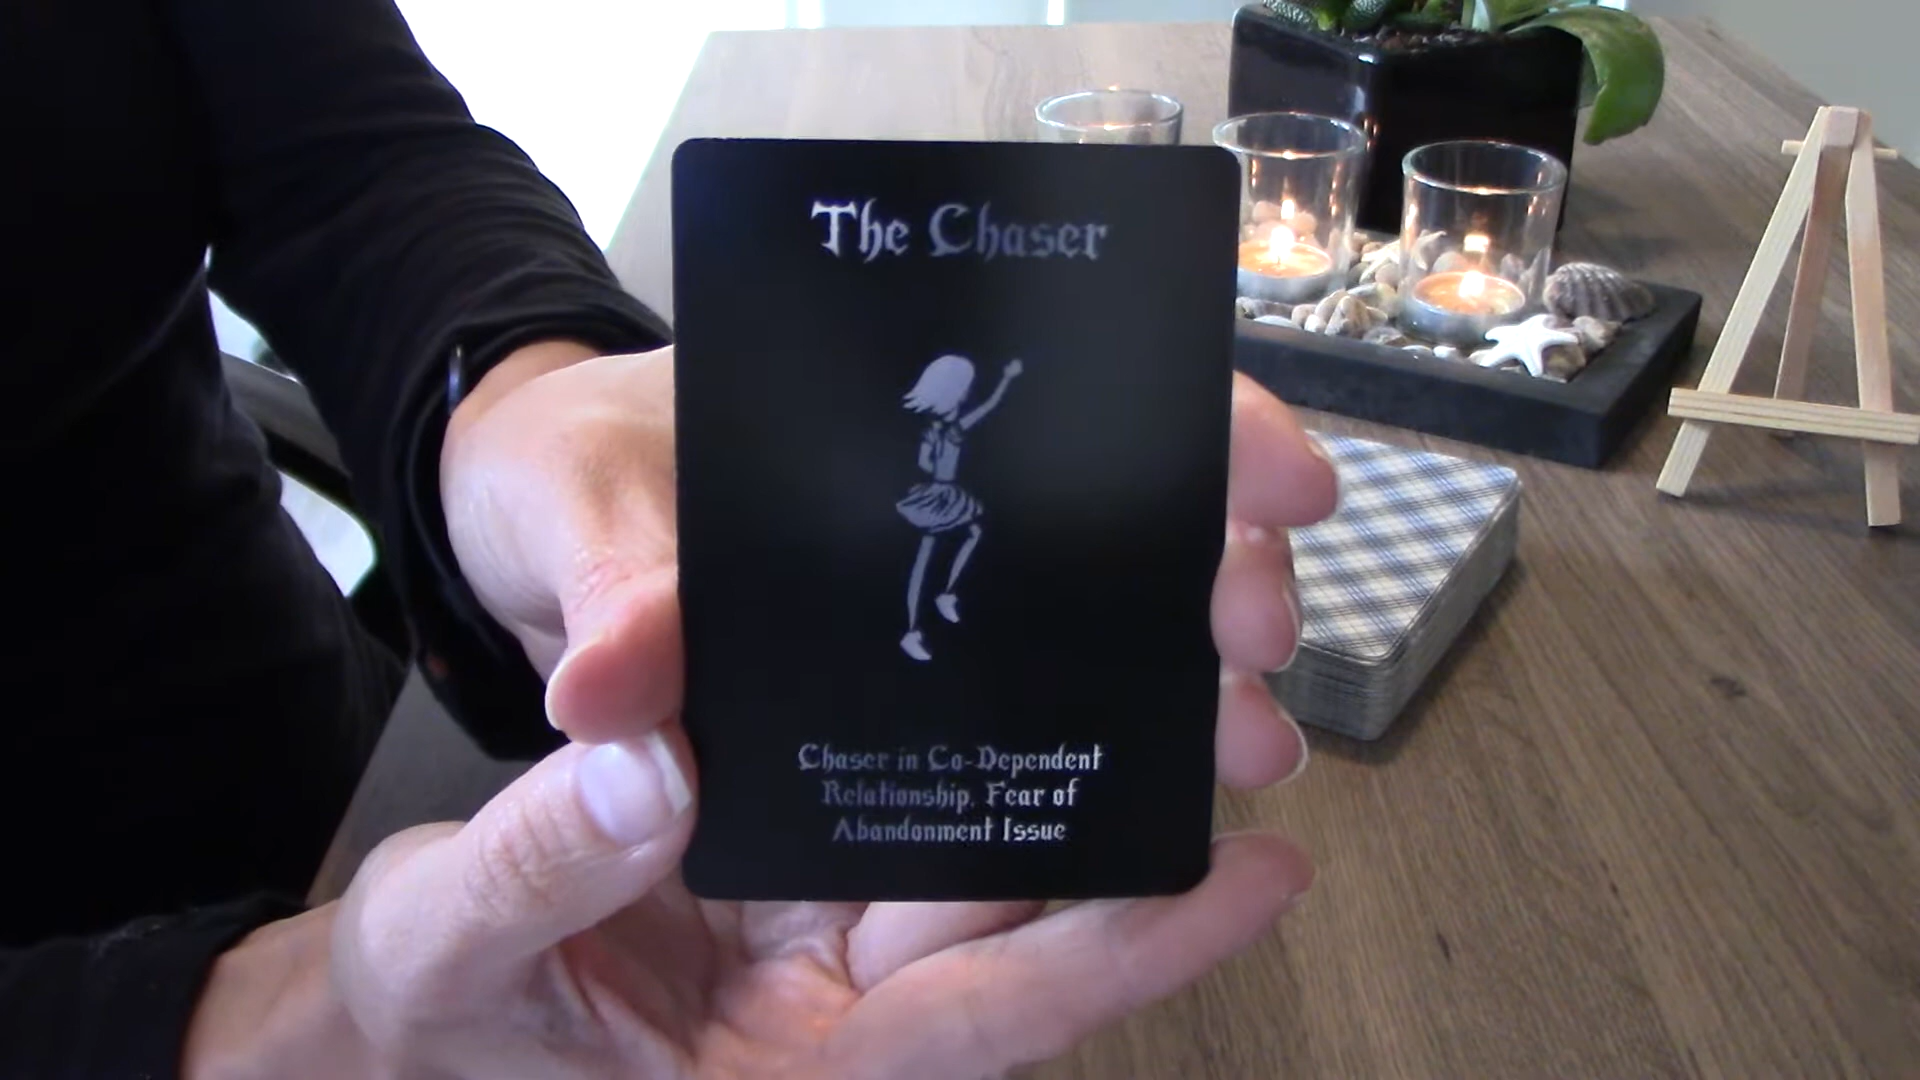 The Chaser
Chaser in Co-Dependent
Relationship. Fear of
Abandonment Issue